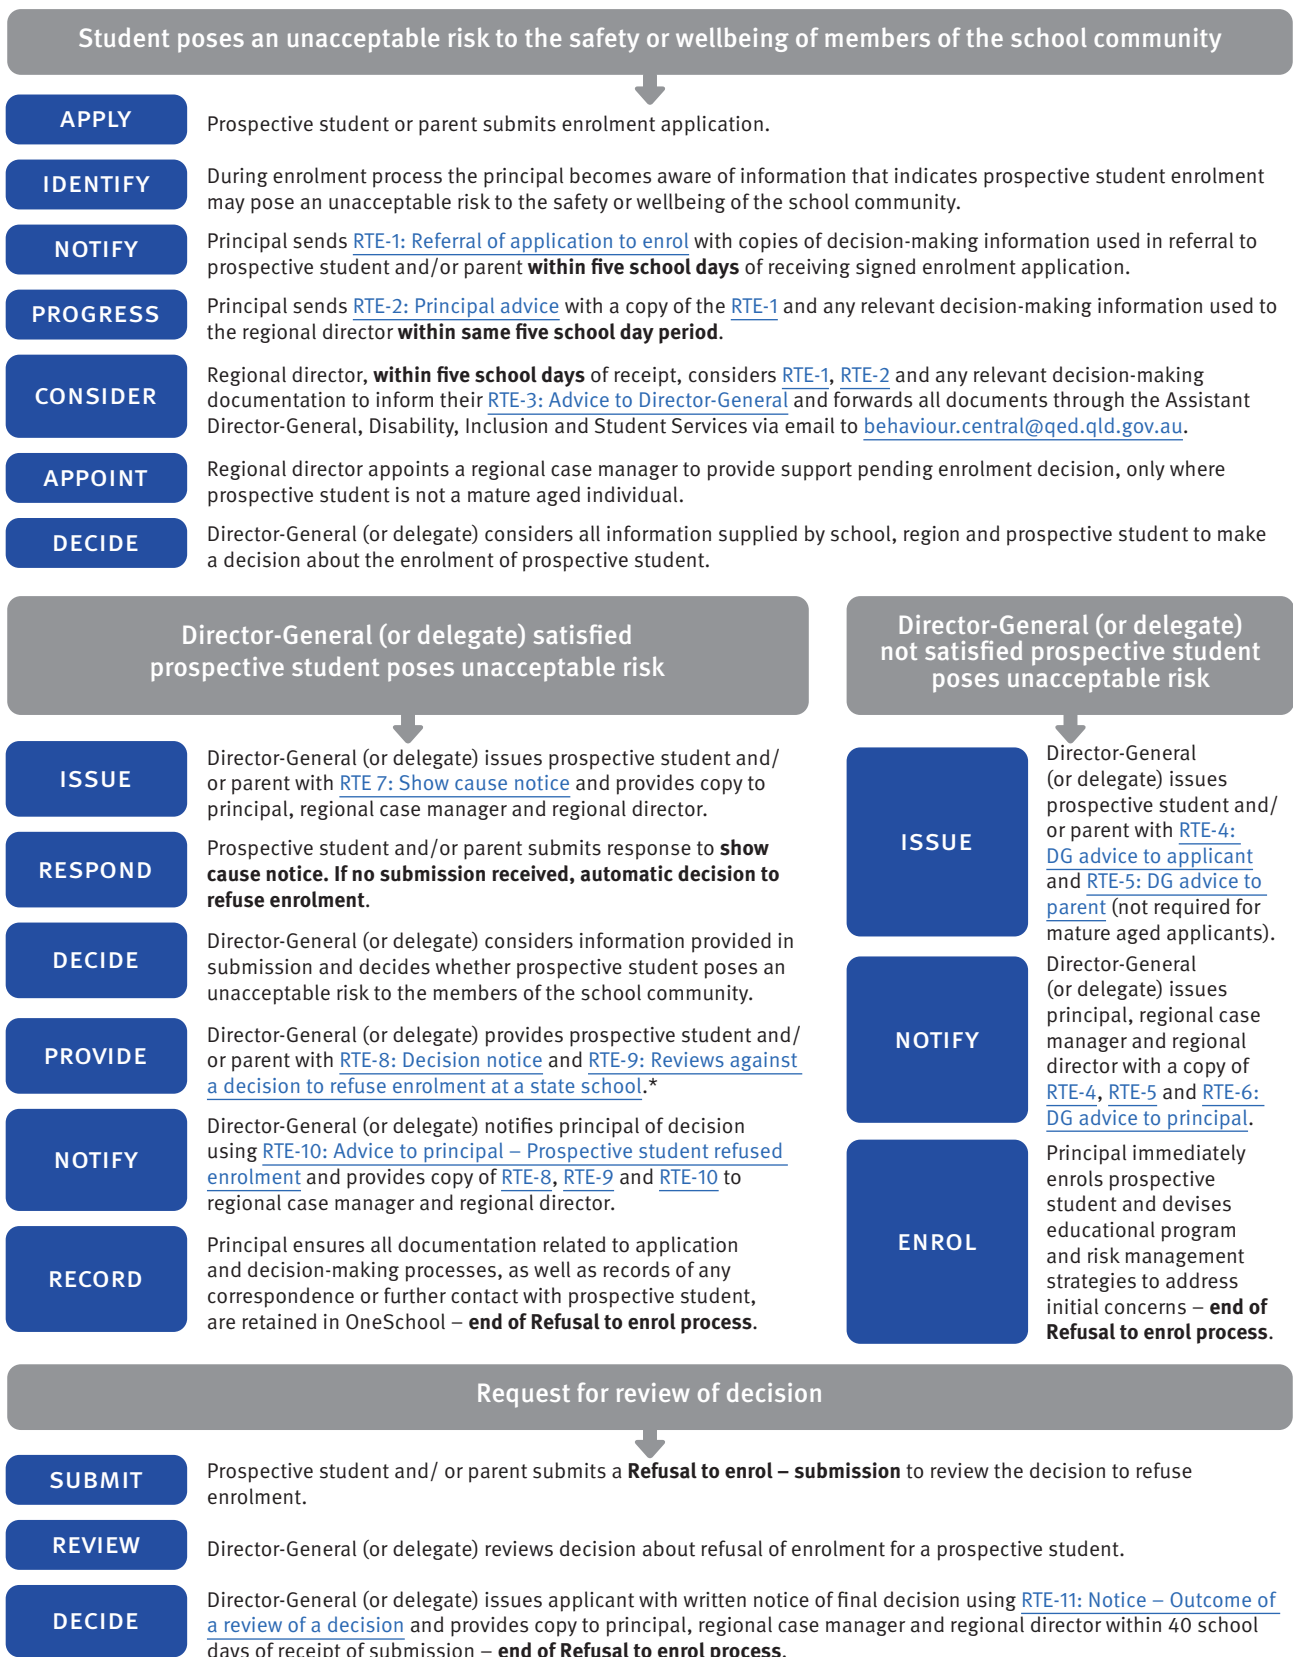 Student poses an unacceptable risk to the safety or wellbeing of members of the school community
APPLY
Prospective student or parent submits enrolment application.
IDENTIFY
During enrolment process the principal becomes aware of information that indicates prospective student enrolment
may pose an unacceptable risk to the safety or wellbeing of the school community.
NOTIFY
Principal sends RTE-1: Referral of application to enrol with copies of decision-making information used in referral to
prospective student and/or parent within five school days of receiving signed enrolment application.
PROGRESS
Principal sends RTE-2: Principal advice with a copy of the RTE-1 and any relevant decision-making information used to
the regional director within same five school day period.
CONSIDER
Regional director, within five school days of receipt, considers RTE-1, RTE-2 and any relevant decision-making
documentation to inform their RTE-3: Advice to Director-General and forwards all documents through the Assistant
Director-General, Disability, Inclusion and Student Services via email to behaviour.central@qed.qld.gov.au.
APPOINT
Regional director appoints a regional case manager to provide support pending enrolment decision, only where
prospective student is not a mature aged individual.
DECIDE
Director-General (or delegate) considers all information supplied by school, region and prospective student to make
a decision about the enrolment of prospective student.
Director-General (or delegate) satisfied
prospective student poses unacceptable risk
ISSUE
Director-General (or delegate) issues prospective student and/
or parent with RTE 7: Show cause notice and provides copy to
principal, regional case manager and regional director.
RESPOND
Prospective student and/or parent submits response to show
cause notice. If no submission received, automatic decision to
refuse enrolment.
DECIDE
Director-General (or delegate) considers information provided in
submission and decides whether prospective student poses an
unacceptable risk to the members of the school community.
PROVIDE
Director-General (or delegate) provides prospective student and/
or parent with RTE-8: Decision notice and RTE-9: Reviews against
a decision to refuse enrolment at a state school.*
NOTIFY
Director-General (or delegate) notifies principal of decision
using RTE-10: Advice to principal – Prospective student refused
enrolment and provides copy of RTE-8, RTE-9 and RTE-10 to
regional case manager and regional director.
RECORD
Principal ensures all documentation related to application
and decision-making processes, as well as records of any
correspondence or further contact with prospective student,
are retained in OneSchool – end of Refusal to enrol process.
Director-General (or delegate)
not satisfied prospective student
poses unacceptable risk
ISSUE
Director-General
(or delegate) issues
prospective student and/
or parent with RTE-4:
DG advice to applicant
and RTE-5: DG advice to
parent (not required for
mature aged applicants).
NOTIFY
Director-General
(or delegate) issues
principal, regional case
manager and regional
director with a copy of
RTE-4, RTE-5 and RTE-6:
DG advice to principal.
ENROL
Principal immediately
enrols prospective
student and devises
educational program
and risk management
strategies to address
initial concerns – end of
Refusal to enrol process.
Request for review of decision
SUBMIT
Prospective student and/ or parent submits a Refusal to enrol – submission to review the decision to refuse
enrolment.
REVIEW
Director-General (or delegate) reviews decision about refusal of enrolment for a prospective student.
DECIDE
Director-General (or delegate) issues applicant with written notice of final decision using RTE-11: Notice – Outcome of
a review of a decision and provides copy to principal, regional case manager and regional director within 40 school
days of receipt of submission – end of Refusal to enrol process.